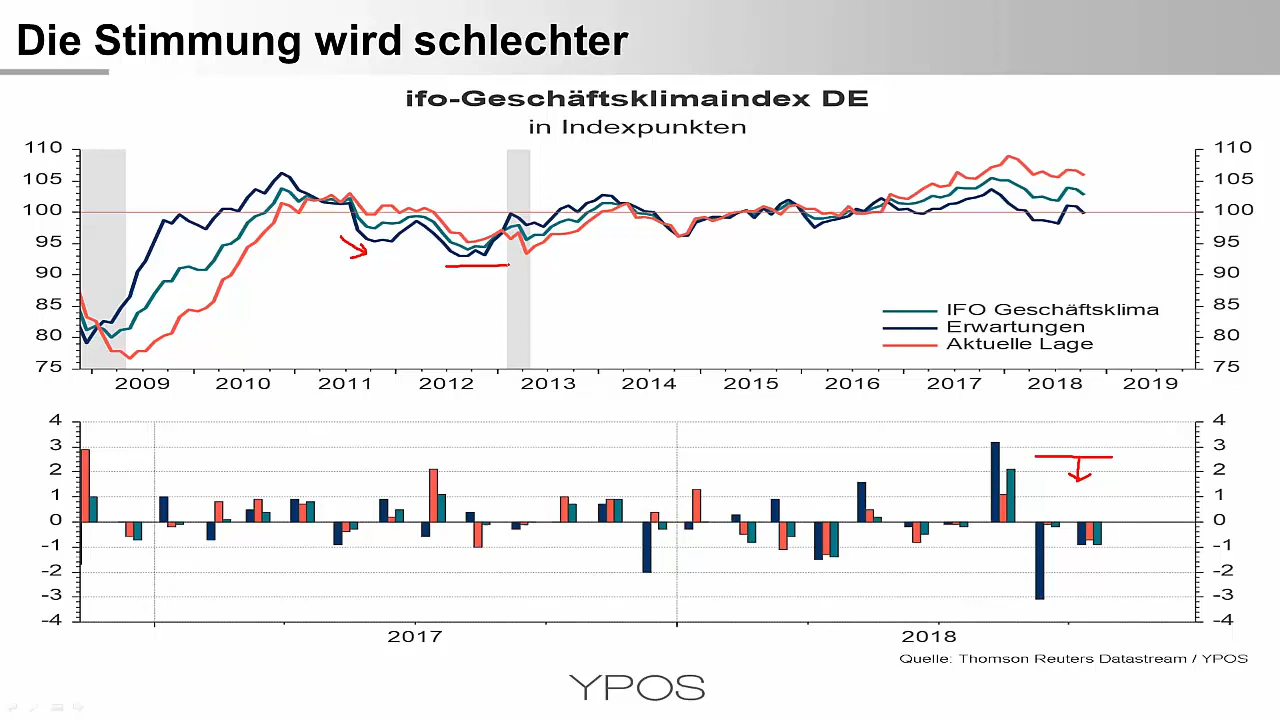 Die Stimmung wird schlechter
ifo-Geschäftsklimaindex DE
in Indexpunkten
110 110
105 105
100 100
95 95
90 90
85 85
80 80
75 75
IFO Geschäftsklima
Erwartungen
Aktuelle Lage
2009 2010 2011 2012 2013 2014 2015 2016 2017 2018 2019
4 4
3 3
2 2
1 1
0 0
-1 -1
-2 -2
-3 -3
-4 -4
2017 2018
Quelle: Thomson Reuters Datastream / YPOS
YPOS